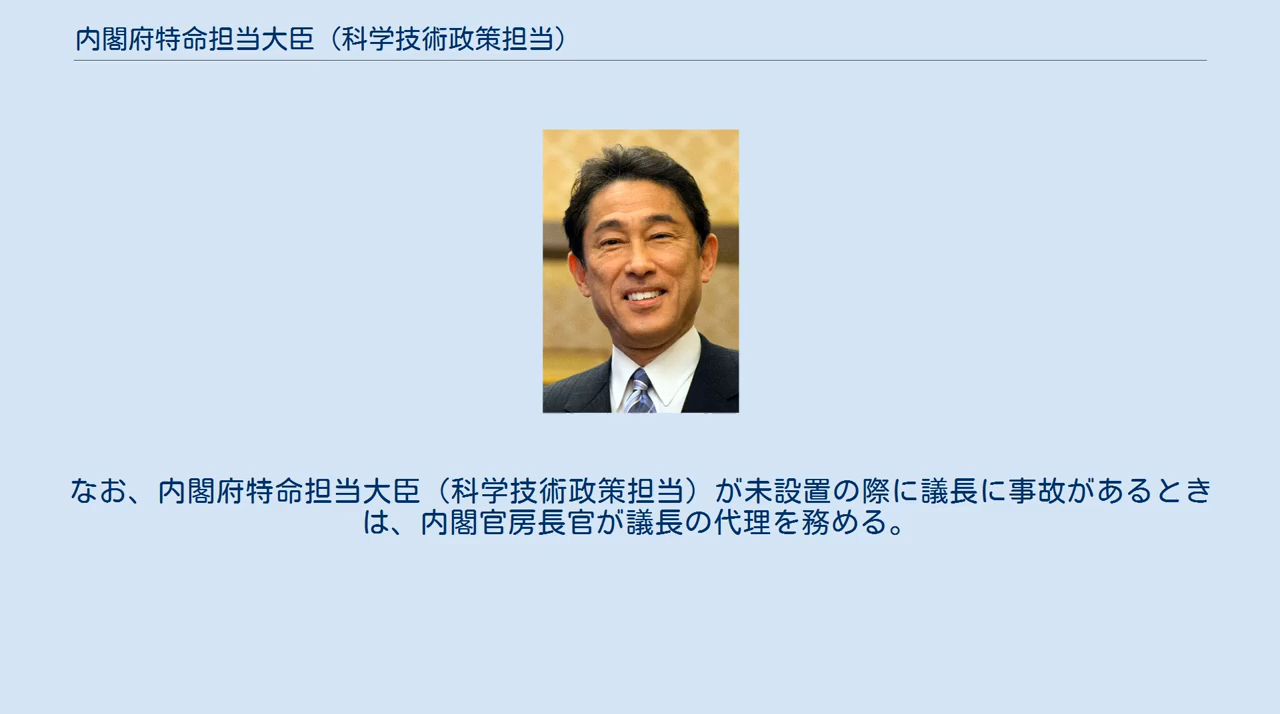 内閣府特命担当大臣（科学技術政策担当）
なお、内閣府特命担当大臣（科学技術政策担当）が未設置の際に議長に事故があるとき
は、内閣官房長官が議長の代理を務める。